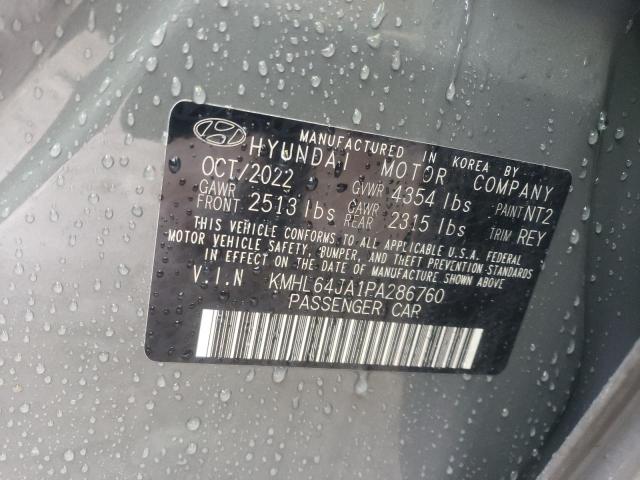 MANUFACTURED IN KOREA BY
HYUNDAI MOTOR COMPANY
OCT/2022 GVWR 4354 lbs PAINT NT2
GAWR FRONT 2513 lbs GAWR REAR 2315 lbs TRIM REY
THIS VEHICLE CONFORMS TO ALL APPLICABLE U.S.A. FEDERAL
MOTOR VEHICLE SAFETY, BUMPER, AND THEFT PREVENTION STANDARDS
IN EFFECT ON THE DATE OF MANUFACTURE SHOWN ABOVE.
V I N KMHL64JA1PA286760
PASSENGER CAR